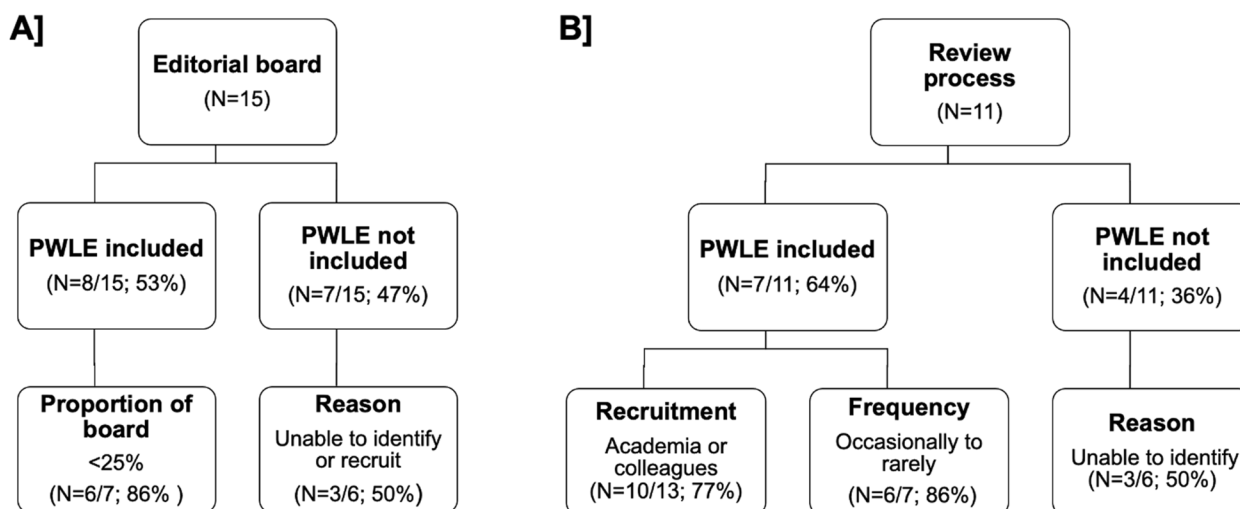 A]
Editorial board
(N=15)
PWLE included
(N=8/15; 53%)
PWLE not
included
(N=7/15; 47%)
Proportion of
board
<25%
(N=6/7; 86% )
Reason
Unable to identify
or recruit
(N=3/6; 50%)
B]
Review
process
(N=11)
PWLE included
(N=7/11; 64%)
PWLE not
included
(N=4/11; 36%)
Recruitment
Academia or
colleagues
(N=10/13; 77%)
Frequency
Occasionally to
rarely
(N=6/7; 86%)
Reason
Unable to identify
(N=3/6; 50%)